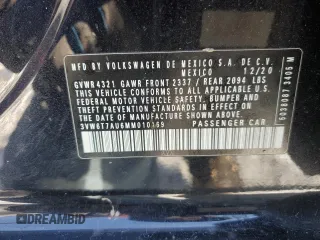 MFD BY VOLKSWAGEN DE MEXICO S.A. DE C.V.
MEXICO 12/20
GVWR 4321 GAWR FRONT 2337 / REAR 2094 LBS
THIS VEHICLE CONFORMS TO ALL APPLICABLE
FEDERAL MOTOR VEHICLE SAFETY, BUMPER AND
THEFT PREVENTION STANDARDS IN EFFECT ON
THE DATE OF MANUFACTURE SHOWN ABOVE
3VW6T7AU6MM010169
PASSENGER CAR
DREAMBID
DREAMBID